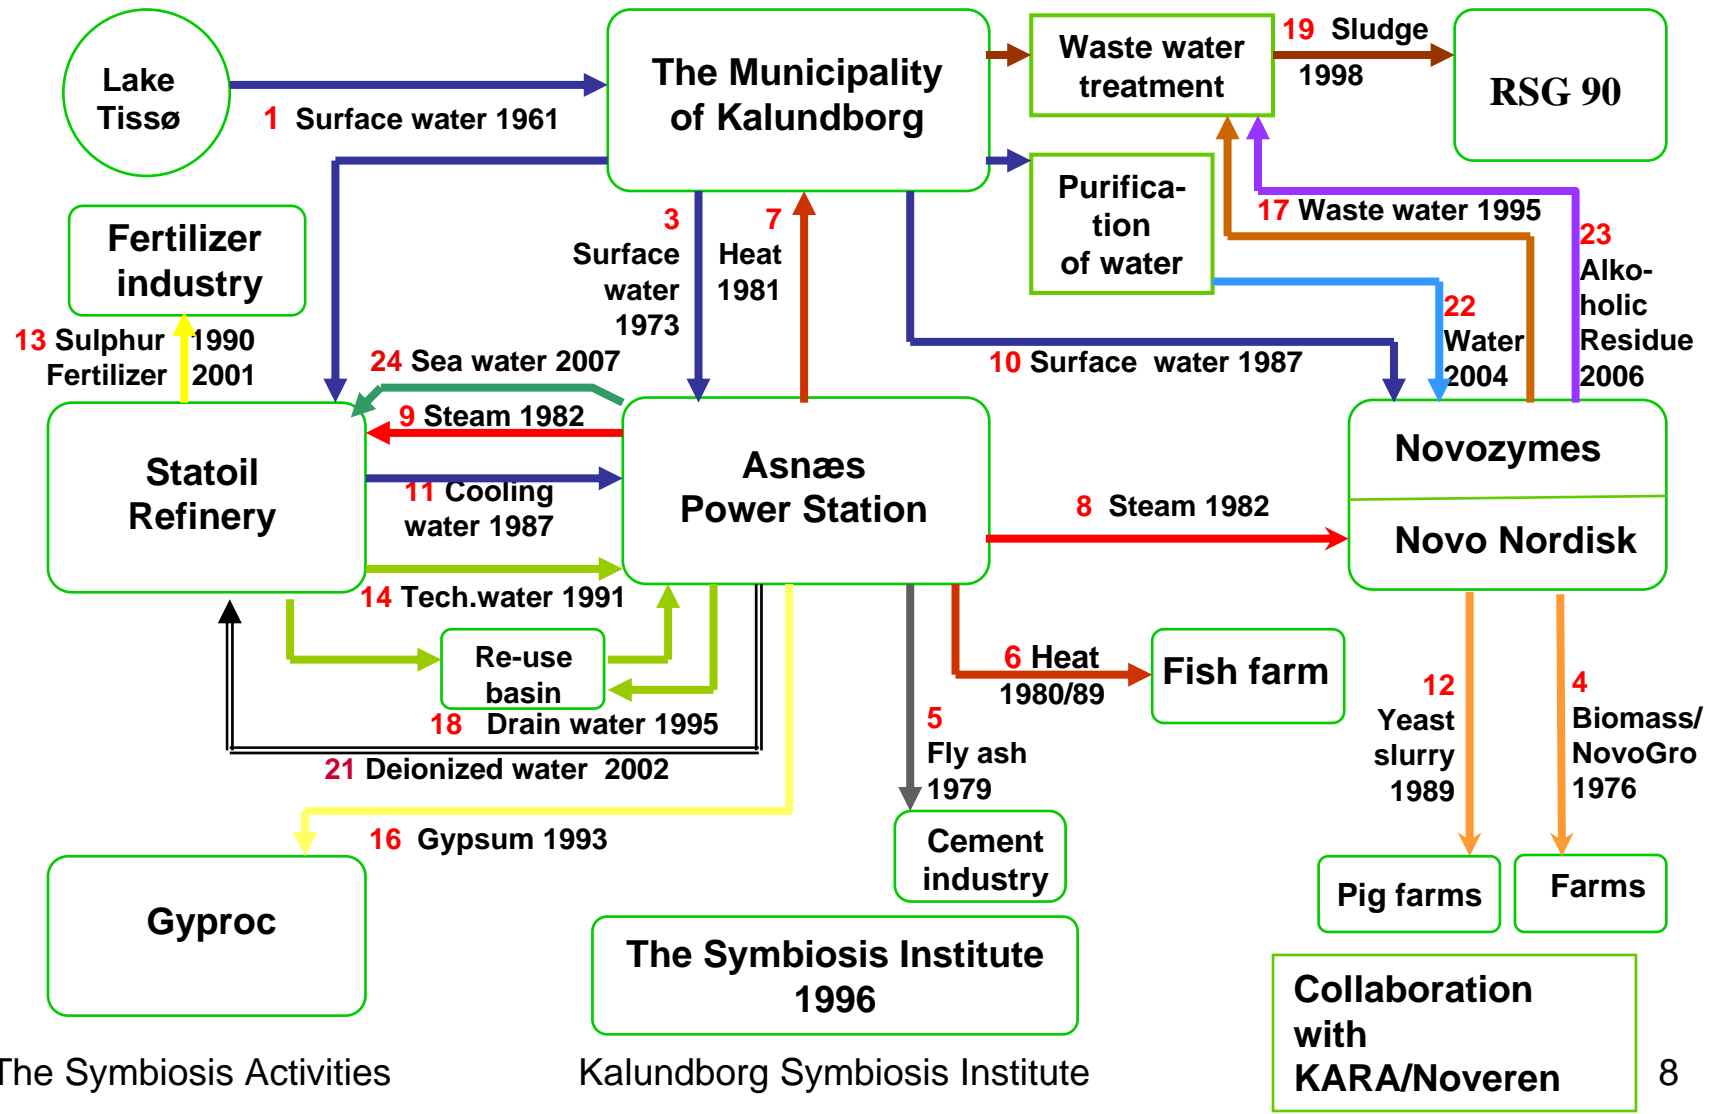 Lake
Tissø
1 Surface water 1961
The Municipality
of Kalundborg
Waste water
treatment
19 Sludge
1998
RSG 90
Purifica-
tion
of water
17 Waste water 1995
23
Alko-
holic
Residue
2006
22
Water
2004
10 Surface water 1987
3
Surface
water
1973
7
Heat
1981
Fertilizer
industry
13 Sulphur 1990
Fertilizer 2001
24 Sea water 2007
9 Steam 1982
Statoil
Refinery
11 Cooling
water 1987
14 Tech.water 1991
Asnæs
Power Station
8 Steam 1982
Novozymes
Novo Nordisk
Re-use
basin
18 Drain water 1995
21 Deionized water 2002
16 Gypsum 1993
Gyproc
6 Heat
1980/89
Fish farm
5
Fly ash
1979
Cement
industry
12
Yeast
slurry
1989
4
Biomass/
NovoGro
1976
Pig farms
Farms
The Symbiosis Institute
1996
Collaboration
with
KARA/Noveren
The Symbiosis Activities
Kalundborg Symbiosis Institute
8